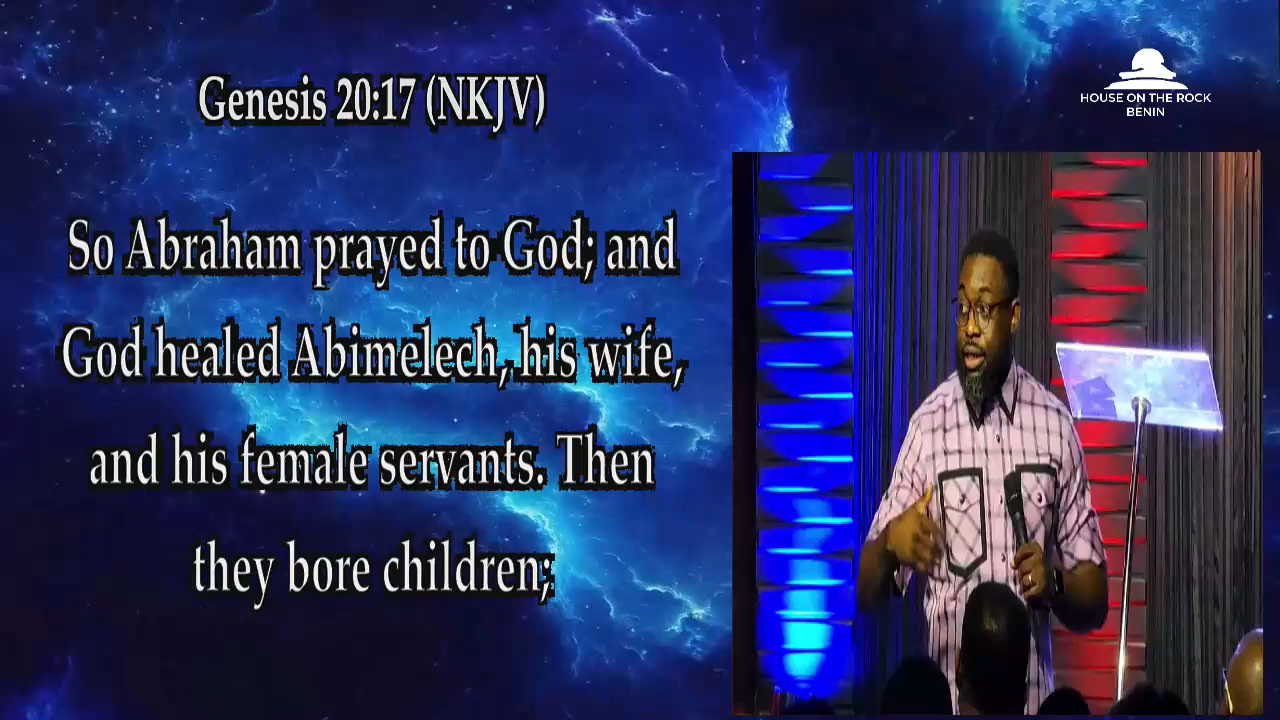 Genesis 20:17 (NKJV)
So Abraham prayed to God; and
God healed Abimelech, his wife,
and his female servants. Then
they bore children;
HOUSE ON THE ROCK
BENIN